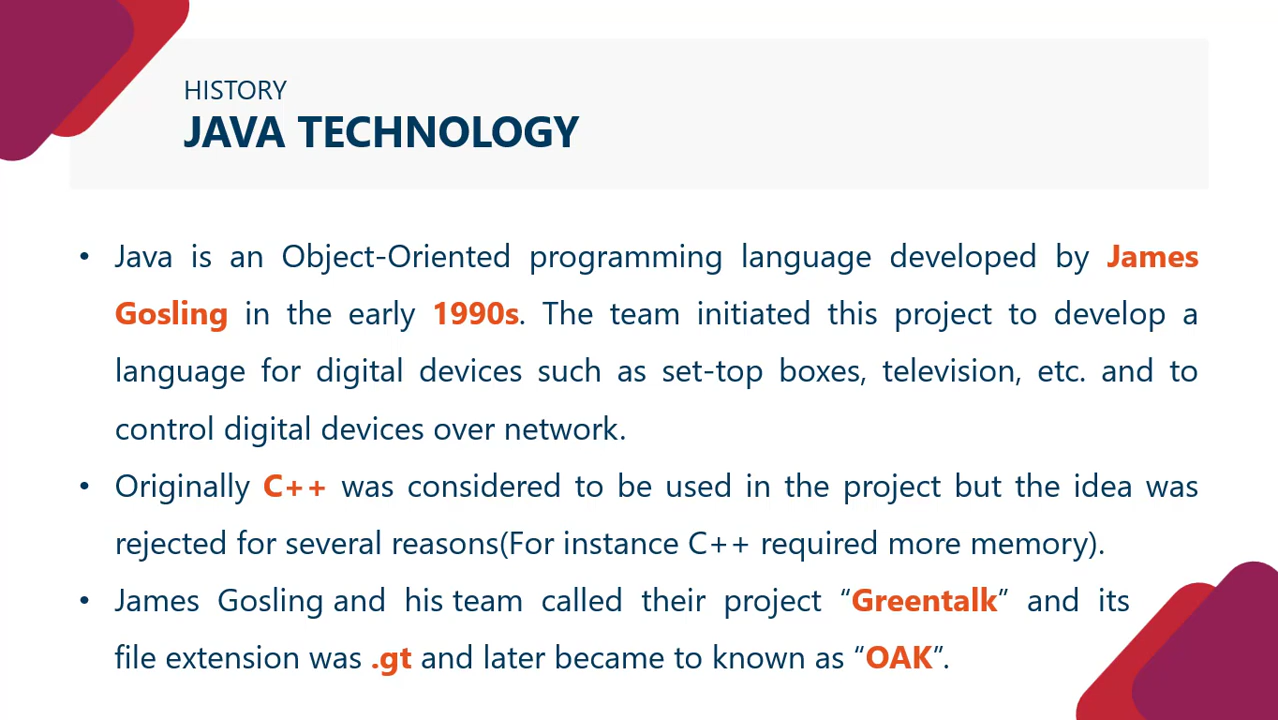 HISTORY
JAVA TECHNOLOGY
• Java is an Object-Oriented programming language developed by James
Gosling in the early 1990s. The team initiated this project to develop a
language for digital devices such as set-top boxes, television, etc. and to
control digital devices over network.
• Originally C++ was considered to be used in the project but the idea was
rejected for several reasons(For instance C++ required more memory).
• James Gosling and his team called their project “Greentalk” and its
file extension was .gt and later became to known as “OAK”.